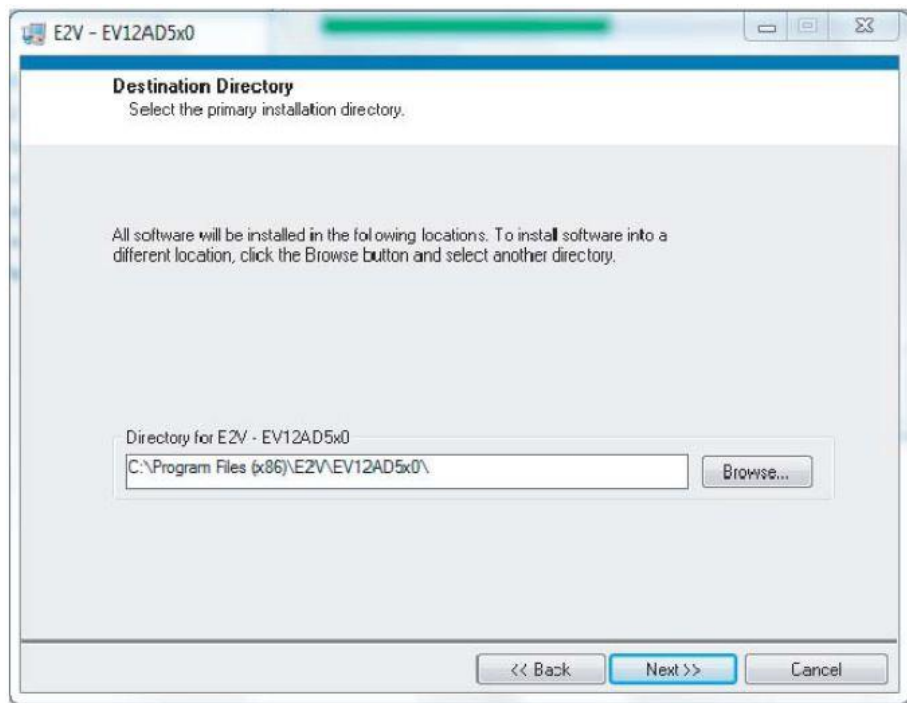 E2V - EV12AD5x0
Destination Directory
Select the primary installation directory.
All software will be installed in the following locations. To install software into a
different location, click the Browse button and select another directory.
Directory for E2V - EV12AD5x0
C:\Program Files (x86)\E2V\EV12AD5x0\
Browse...
<< Back
Next >>
Cancel